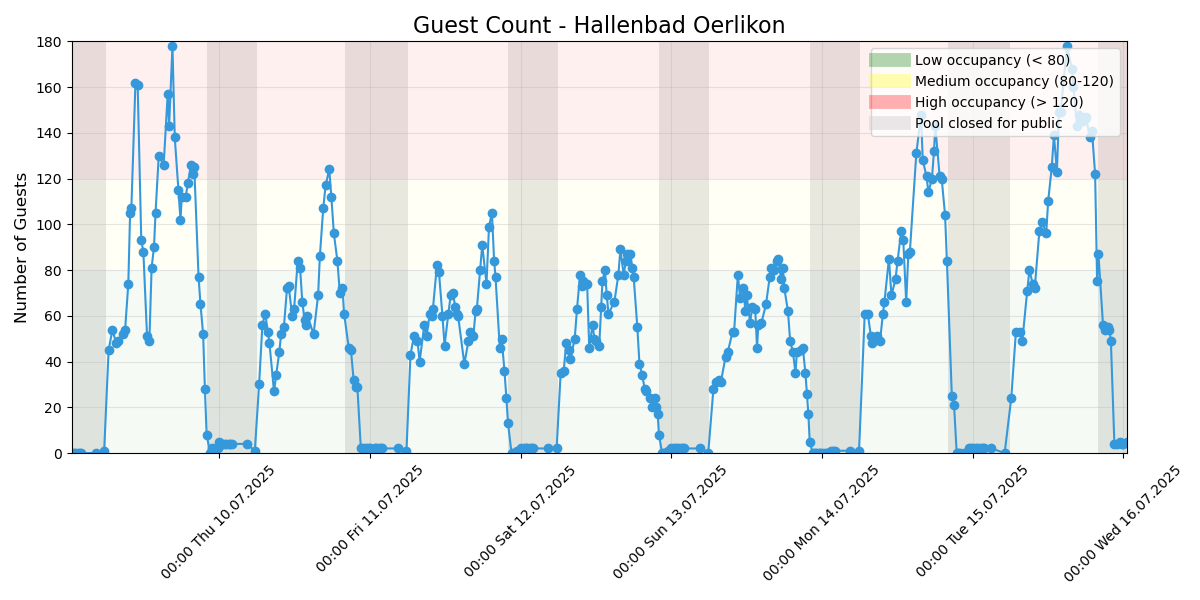 Guest Count - Hallenbad Oerlikon
Low occupancy (< 80)
Medium occupancy (80-120)
High occupancy (> 120)
Pool closed for public
Number of Guests
180
160
140
120
100
80
60
40
20
0
00:00 Thu 10.07.2025
00:00 Fri 11.07.2025
00:00 Sat 12.07.2025
00:00 Sun 13.07.2025
00:00 Mon 14.07.2025
00:00 Tue 15.07.2025
00:00 Wed 16.07.2025